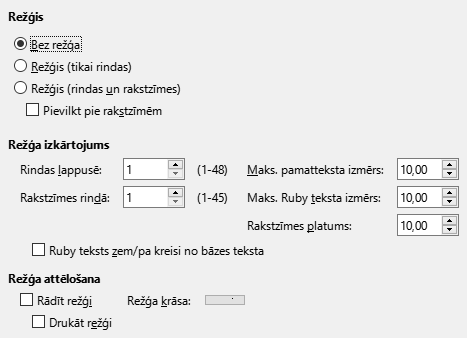 Režģis
Bez režģa
Režģis (tikai rindas)
Režģis (rindas un rakstzīmes)
Pievilkt pie rakstzīmēm
Režģa izkārtojums
Rindas lappusē: 1 (1-48) Maks. pamatteksta izmērs: 10,00
Rakstzīmes rindā: 1 (1-45) Maks. Ruby teksta izmērs: 10,00
Rakstzīmes platums: 10,00
Ruby teksts zem/pa kreisi no bāzes teksta
Režģa attēlošana
Rādīt režģi Režģa krāsa:
Drukāt režģi